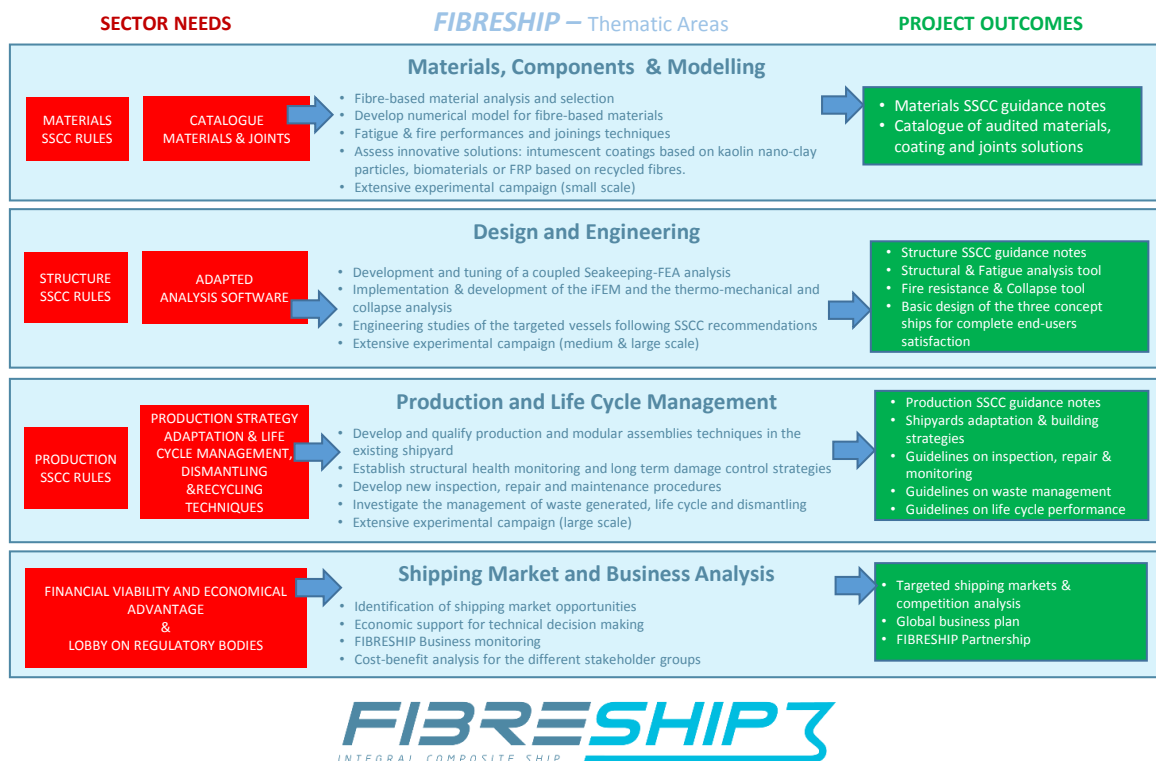 SECTOR NEEDS
FIBRESHIP – Thematic Areas
PROJECT OUTCOMES
Materials, Components & Modelling
MATERIALS
SSCC RULES
CATALOGUE
MATERIALS & JOINTS
• Fibre-based material analysis and selection
• Develop numerical model for fibre-based materials
• Fatigue & fire performances and joinings techniques
• Assess innovative solutions: intumescent coatings based on kaolin nano-clay
particles, biomaterials or FRP based on recycled fibres.
• Extensive experimental campaign (small scale)
• Materials SSCC guidance notes
• Catalogue of audited materials,
coating and joints solutions
Design and Engineering
STRUCTURE
SSCC RULES
ADAPTED
ANALYSIS SOFTWARE
• Development and tuning of a coupled Seakeeping-FEA analysis
• Implementation & development of the iFEM and the thermo-mechanical and
collapse analysis
• Engineering studies of the targeted vessels following SSCC recommendations
• Extensive experimental campaign (medium & large scale)
• Structure SSCC guidance notes
• Structural & Fatigue analysis tool
• Fire resistance & Collapse tool
• Basic design of the three concept
ships for complete end-users
satisfaction
Production and Life Cycle Management
PRODUCTION
SSCC RULES
PRODUCTION STRATEGY
ADAPTATION & LIFE
CYCLE MANAGEMENT,
DISMANTLING
&RECYCLING
TECHNIQUES
• Develop and qualify production and modular assemblies techniques in the
existing shipyard
• Establish structural health monitoring and long term damage control strategies
• Develop new inspection, repair and maintenance procedures
• Investigate the management of waste generated, life cycle and dismantling
• Extensive experimental campaign (large scale)
• Production SSCC guidance notes
• Shipyards adaptation & building
strategies
• Guidelines on inspection, repair &
monitoring
• Guidelines on waste management
• Guidelines on life cycle performance
Shipping Market and Business Analysis
FINANCIAL VIABILITY AND ECONOMICAL
ADVANTAGE
&
LOBBY ON REGULATORY BODIES
• Identification of shipping market opportunities
• Economic support for technical decision making
• FIBRESHIP Business monitoring
• Cost-benefit analysis for the different stakeholder groups
• Targeted shipping markets &
competition analysis
• Global business plan
• FIBRESHIP Partnership
FIBRESHIP
INTEGRAL COMPOSITE SHIP